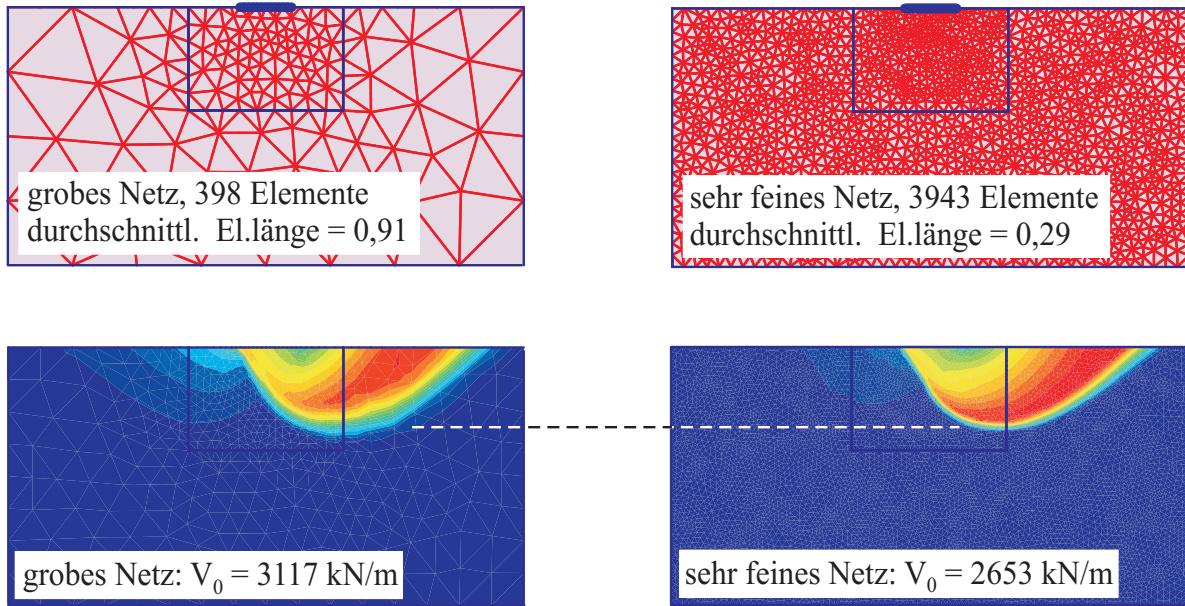 grobes Netz, 398 Elemente
durchschnittl. El.länge = 0,91
sehr feines Netz, 3943 Elemente
durchschnittl. El.länge = 0,29
grobes Netz: V₀ = 3117 kN/m
sehr feines Netz: V₀ = 2653 kN/m